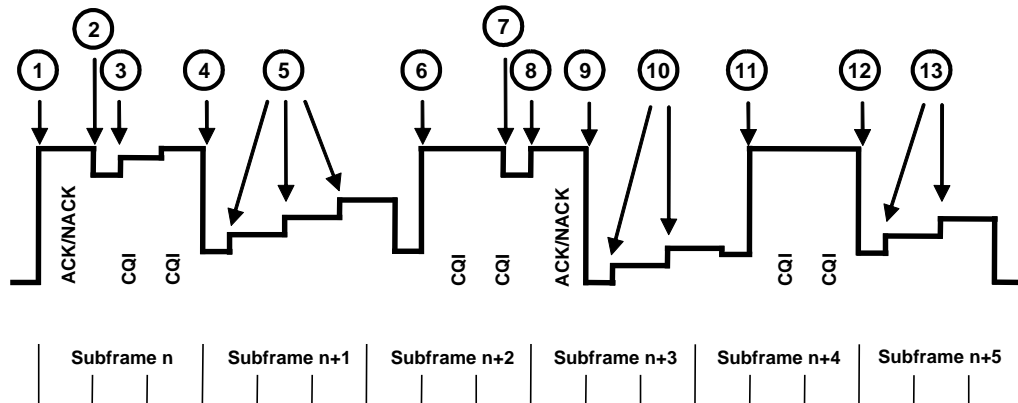 2
7
1
3
4
5
6
8
9
10
11
12
13
ACK/NACK
CQI
CQI
CQI
CQI
ACK/NACK
CQI
CQI
Subframe n
Subframe n+1
Subframe n+2
Subframe n+3
Subframe n+4
Subframe n+5